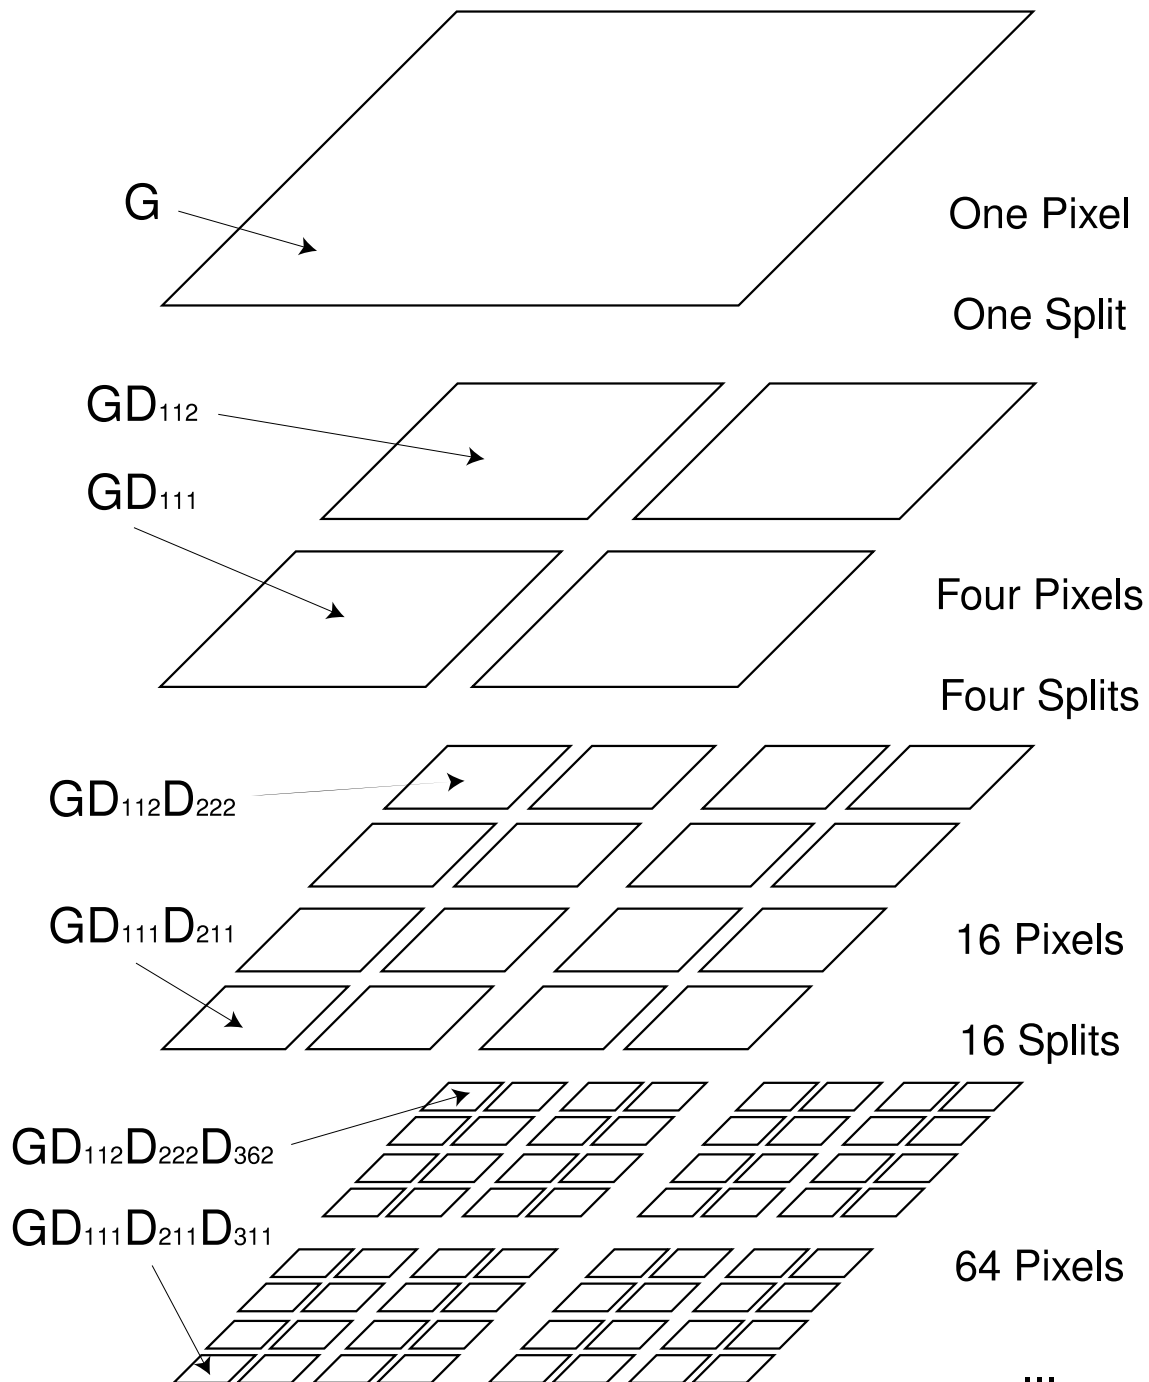 G
One Pixel
One Split
GD₁₁₂
GD₁₁₁
Four Pixels
Four Splits
GD₁₁₂D₂₂₂
GD₁₁₁D₂₁₁
16 Pixels
16 Splits
GD₁₁₂D₂₂₂D₃₆₂
GD₁₁₁D₂₁₁D₃₁₁
64 Pixels
...